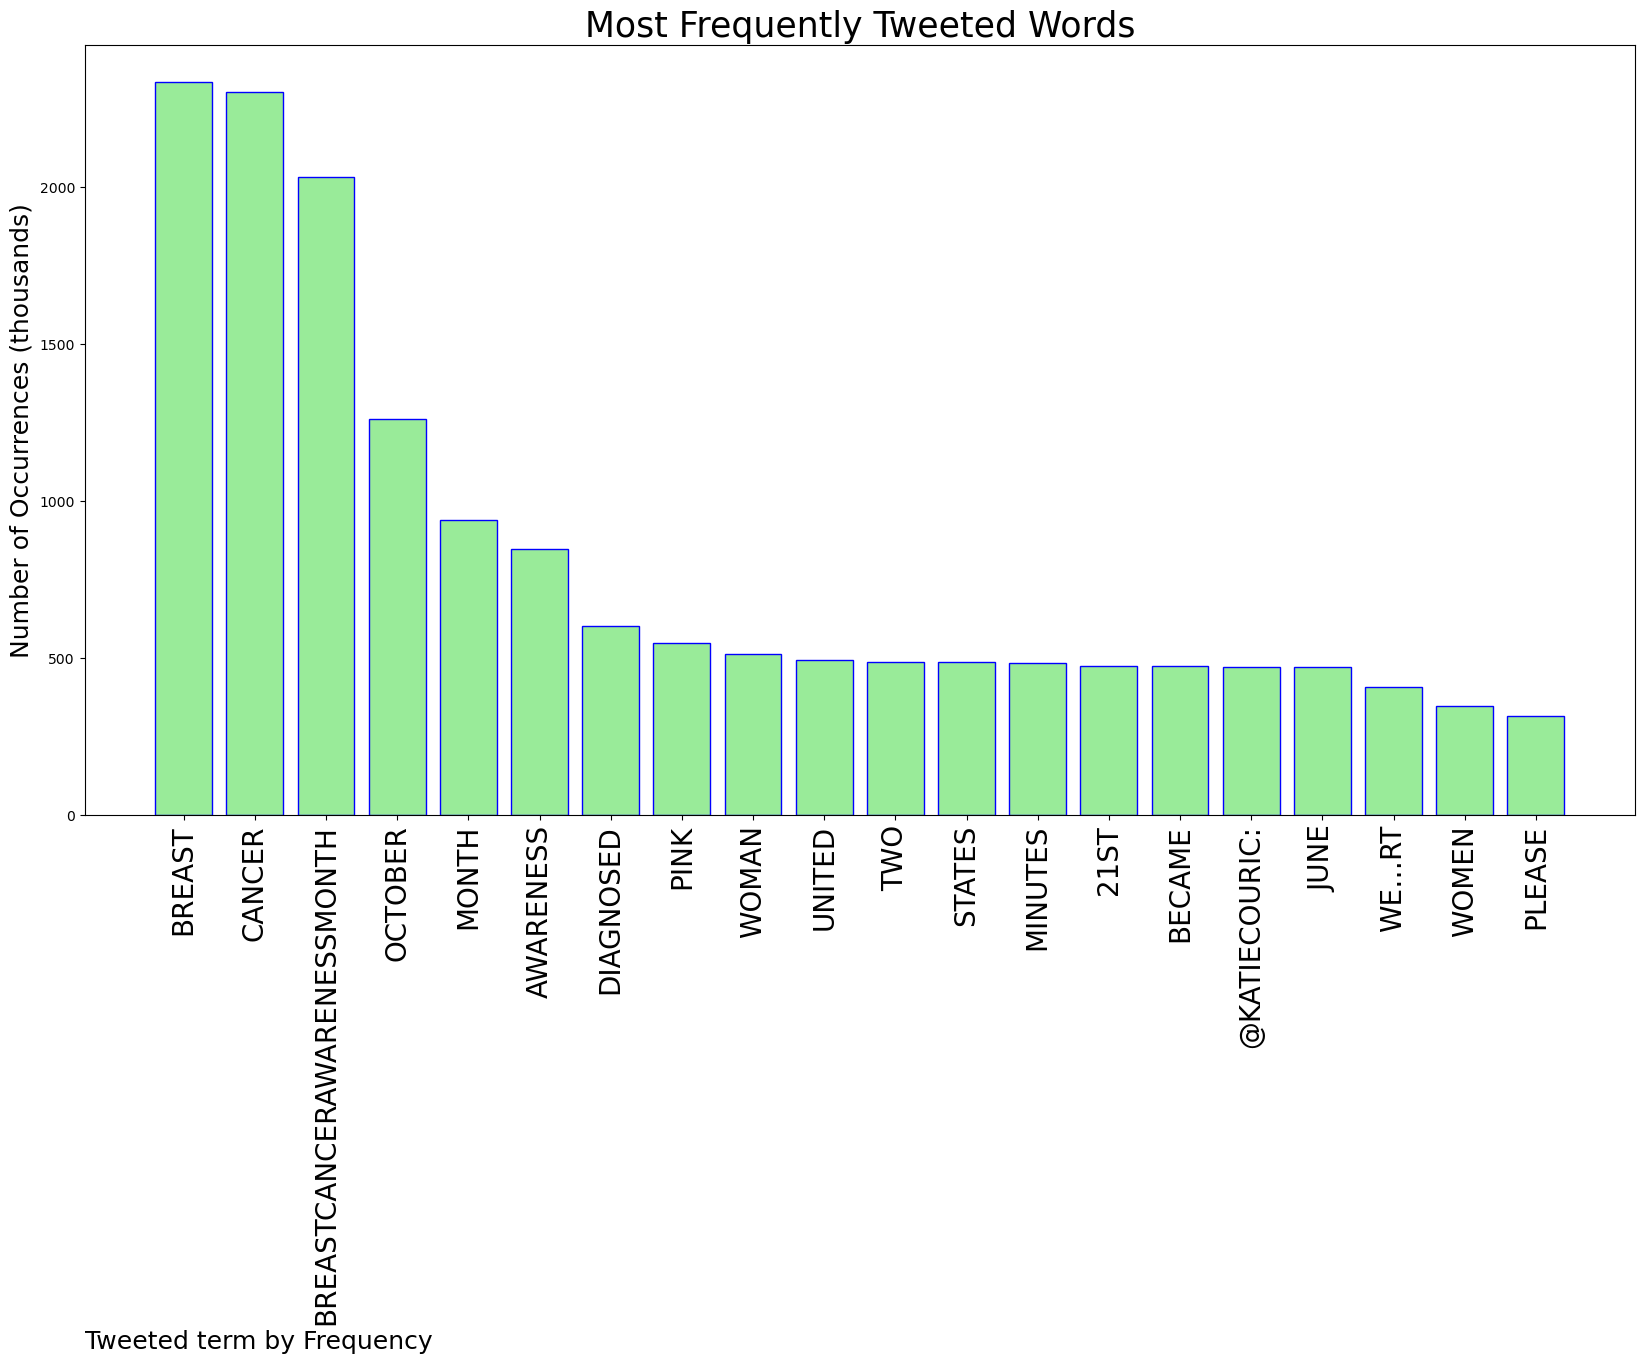 Most Frequently Tweeted Words
Number of Occurrences (thousands)
2000
1500
1000
500
0
BREAST
CANCER
BREASTCANCERAWARENESSMONTH
OCTOBER
MONTH
AWARENESS
DIAGNOSED
PINK
WOMAN
UNITED
TWO
STATES
MINUTES
21ST
BECAME
@KATIECOURIC:
JUNE
WE….RT
WOMEN
PLEASE
Tweeted term by Frequency